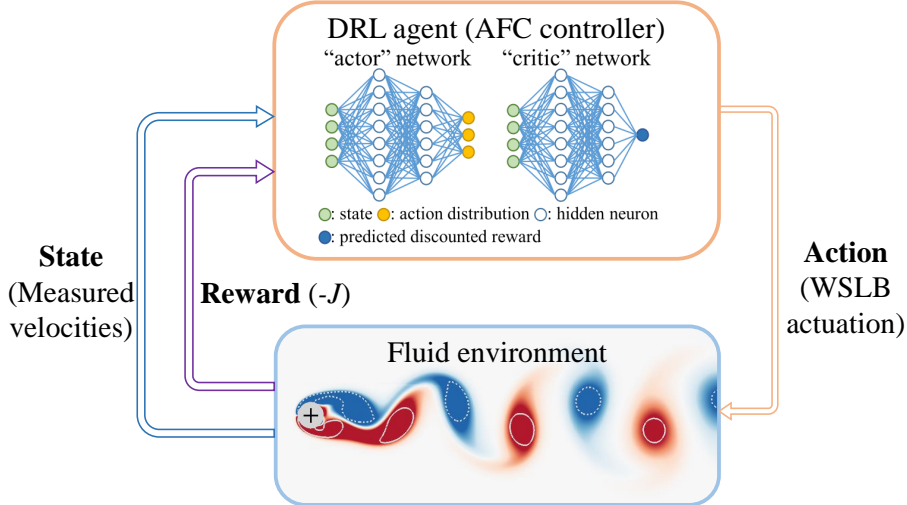 DRL agent (AFC controller)
“actor” network
“critic” network
: state : action distribution : hidden neuron
: predicted discounted reward
State
(Measured
velocities)
Reward (-J)
Action
(WSLB
actuation)
Fluid environment
+